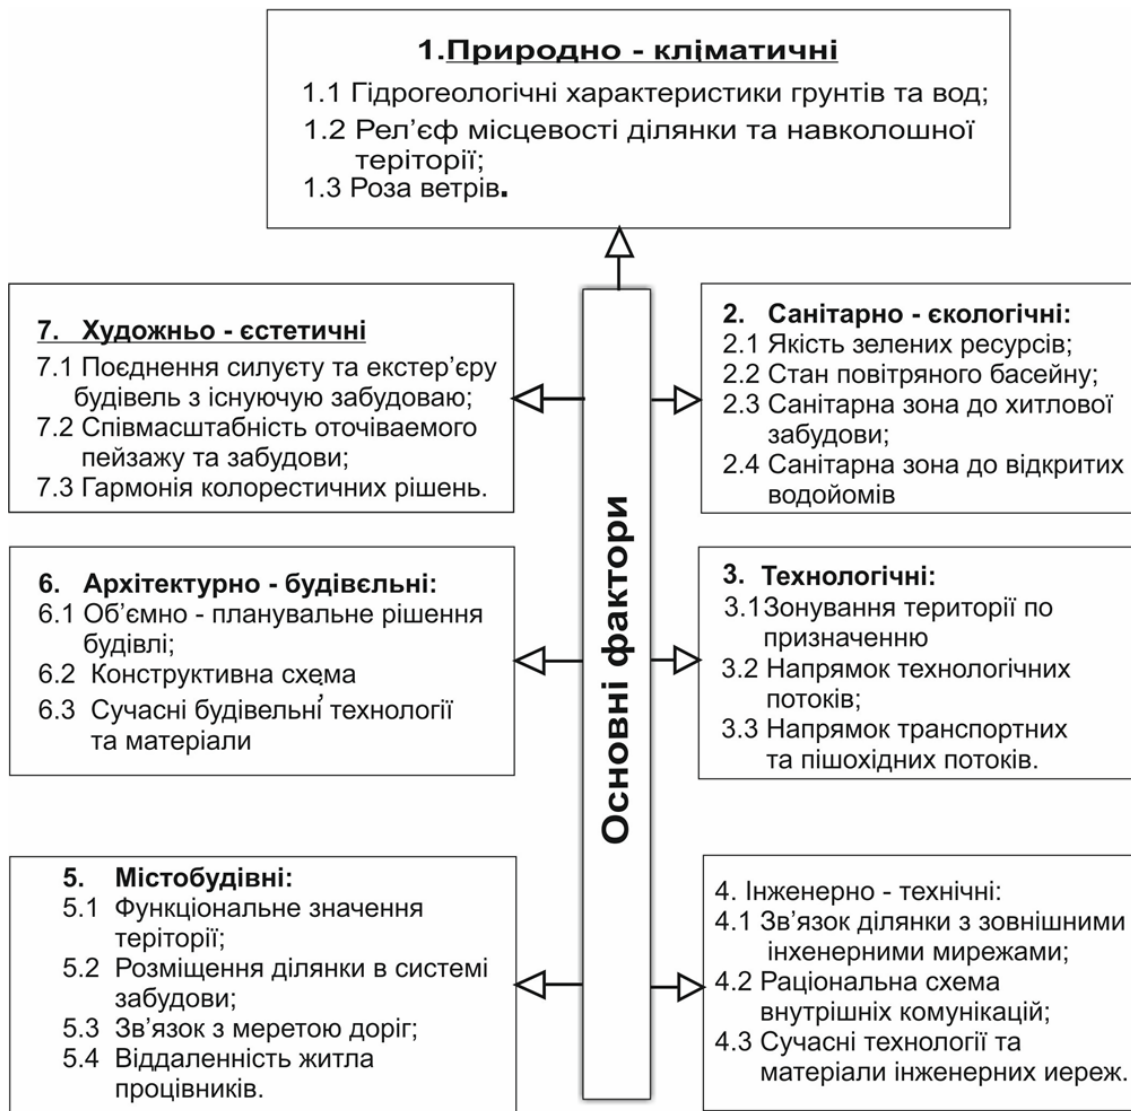 1.Природно - кліматичні
1.1 Гідрогеологічні характеристики грунтів та вод;
1.2 Рел’єф місцевості ділянки та навколошної
теріторії;
1.3 Роза ветрів.
7. Художньо - єстетичні
7.1 Поєднення силуєту та екстер’єру
будівель з існуючую забудоваю;
7.2 Співмасштабність оточіваемого
пейзажу та забудови;
7.3 Гармонія колорестичних рішень.
2. Санітарно - єкологічні:
2.1 Якість зелених ресурсів;
2.2 Стан повітряного басейну;
2.3 Санітарна зона до хитлової
забудови;
2.4 Санітарна зона до відкритих
водойомів
Основні фактори
6. Архітектурно - будівєльні:
6.1 Об’ємно - планувальне рішення
будівлі;
6.2 Конструктивна схема
6.3 Сучасні будівельні’ технології
та матеріали
3. Технологічні:
3.1Зонування території по
призначенню
3.2 Напрямок технологічних
потоків;
3.3 Напрямок транспортних
та пішохідних потоків.
5. Містобудівні:
5.1 Функціональне значення
теріторії;
5.2 Розміщення ділянки в системі
забудови;
5.3 Зв’язок з меретою доріг;
5.4 Віддаленність житла
процівників.
4. Інженерно - технічні:
4.1 Зв’язок ділянки з зовнішними
інхенерними мирежами;
4.2 Раціональна схема
внутрішніх комунікацій;
4.3 Сучасні технології та
матеріали інженерних иереж.